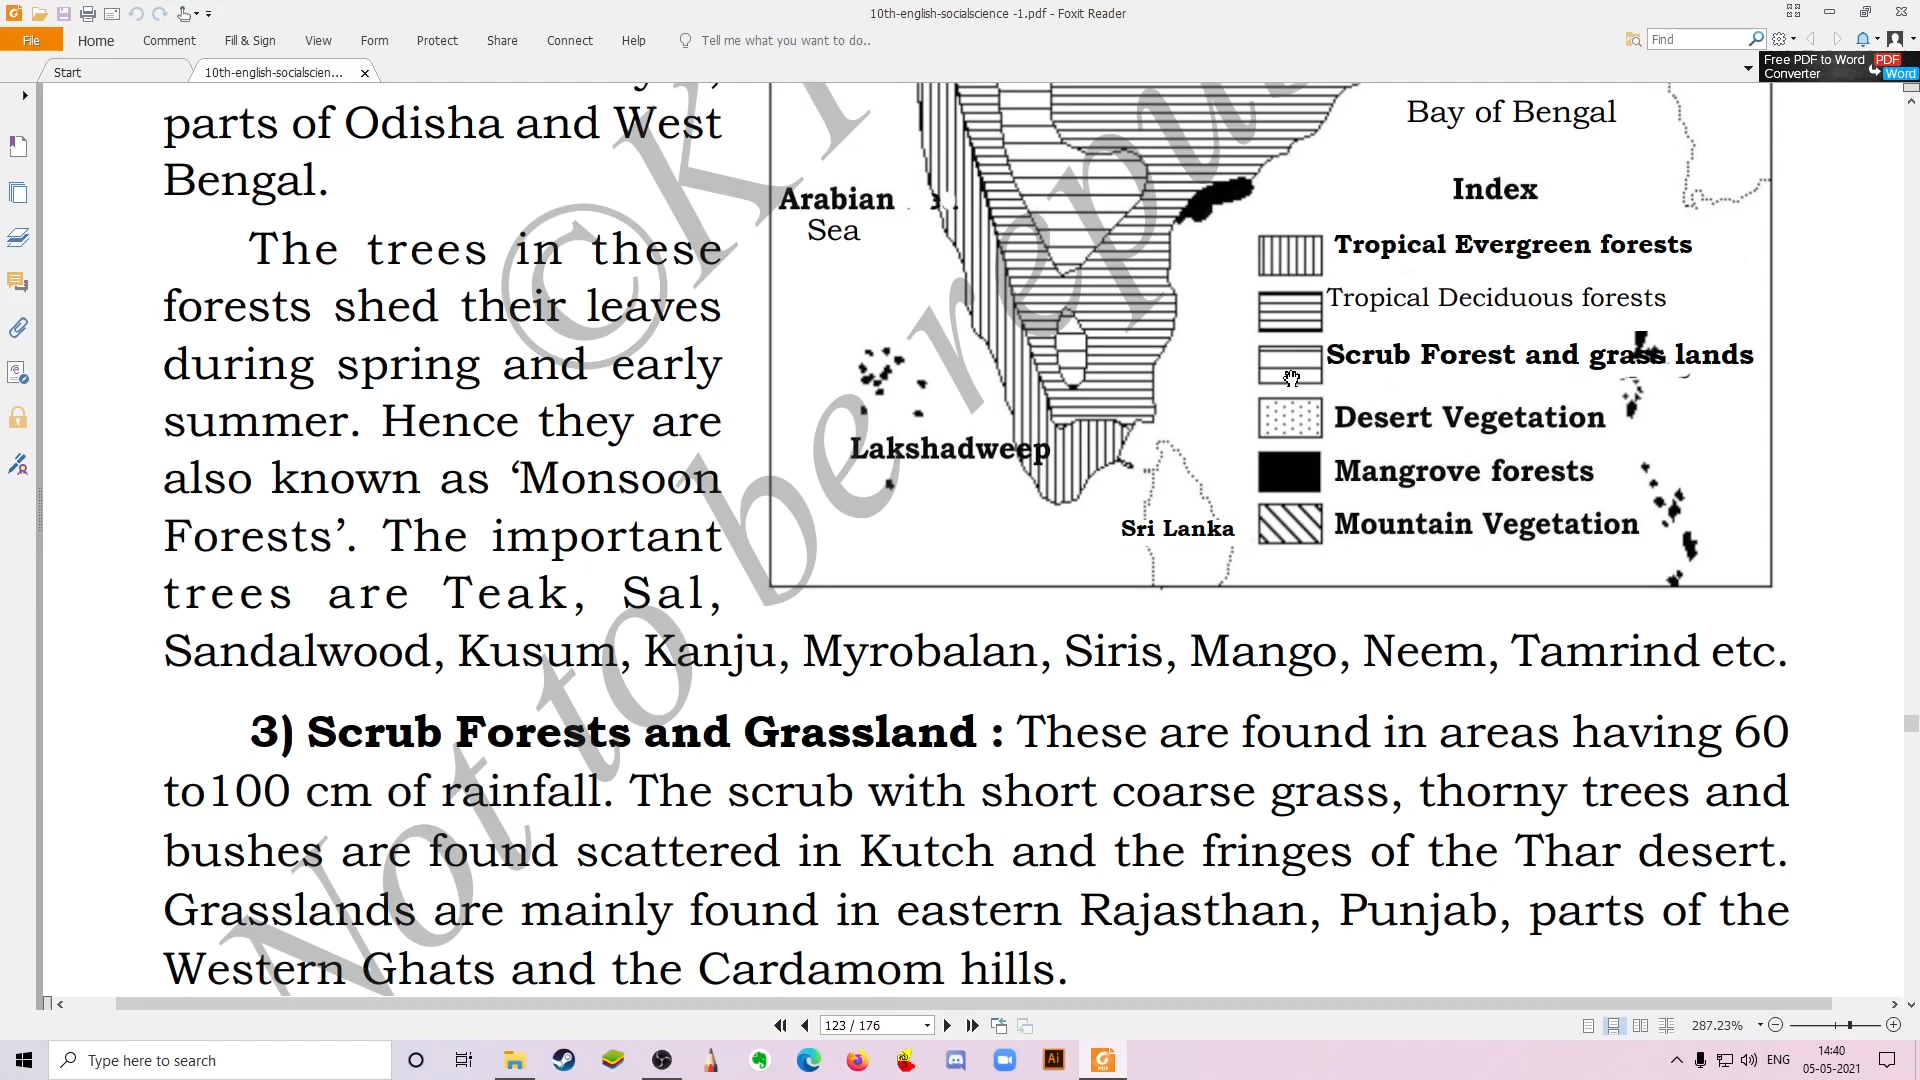 10th-english-socialscience -1.pdf - Foxit Reader
File Home Comment Fill & Sign View Form Protect Share Connect Help Tell me what you want to do.. Find
Free PDF to Word Converter PDF Word
Start 10th-english-socialscien...
parts of Odisha and West
Bengal.
The trees in these
forests shed their leaves
during spring and early
summer. Hence they are
also known as ‘Monsoon
Forests’. The important
trees are Teak, Sal,
Sandalwood, Kusum, Kanju, Myrobalan, Siris, Mango, Neem, Tamrind etc.
Bay of Bengal
Arabian
Sea
Lakshadweep
Sri Lanka
Index
Tropical Evergreen forests
Tropical Deciduous forests
Scrub Forest and grass lands
Desert Vegetation
Mangrove forests
Mountain Vegetation
3) Scrub Forests and Grassland : These are found in areas having 60
to100 cm of rainfall. The scrub with short coarse grass, thorny trees and
bushes are found scattered in Kutch and the fringes of the Thar desert.
Grasslands are mainly found in eastern Rajasthan, Punjab, parts of the
Western Ghats and the Cardamom hills.
Not to be
123 / 176
287.23%
Type here to search
Ai
PDF
ENG
14:40
05-05-2021